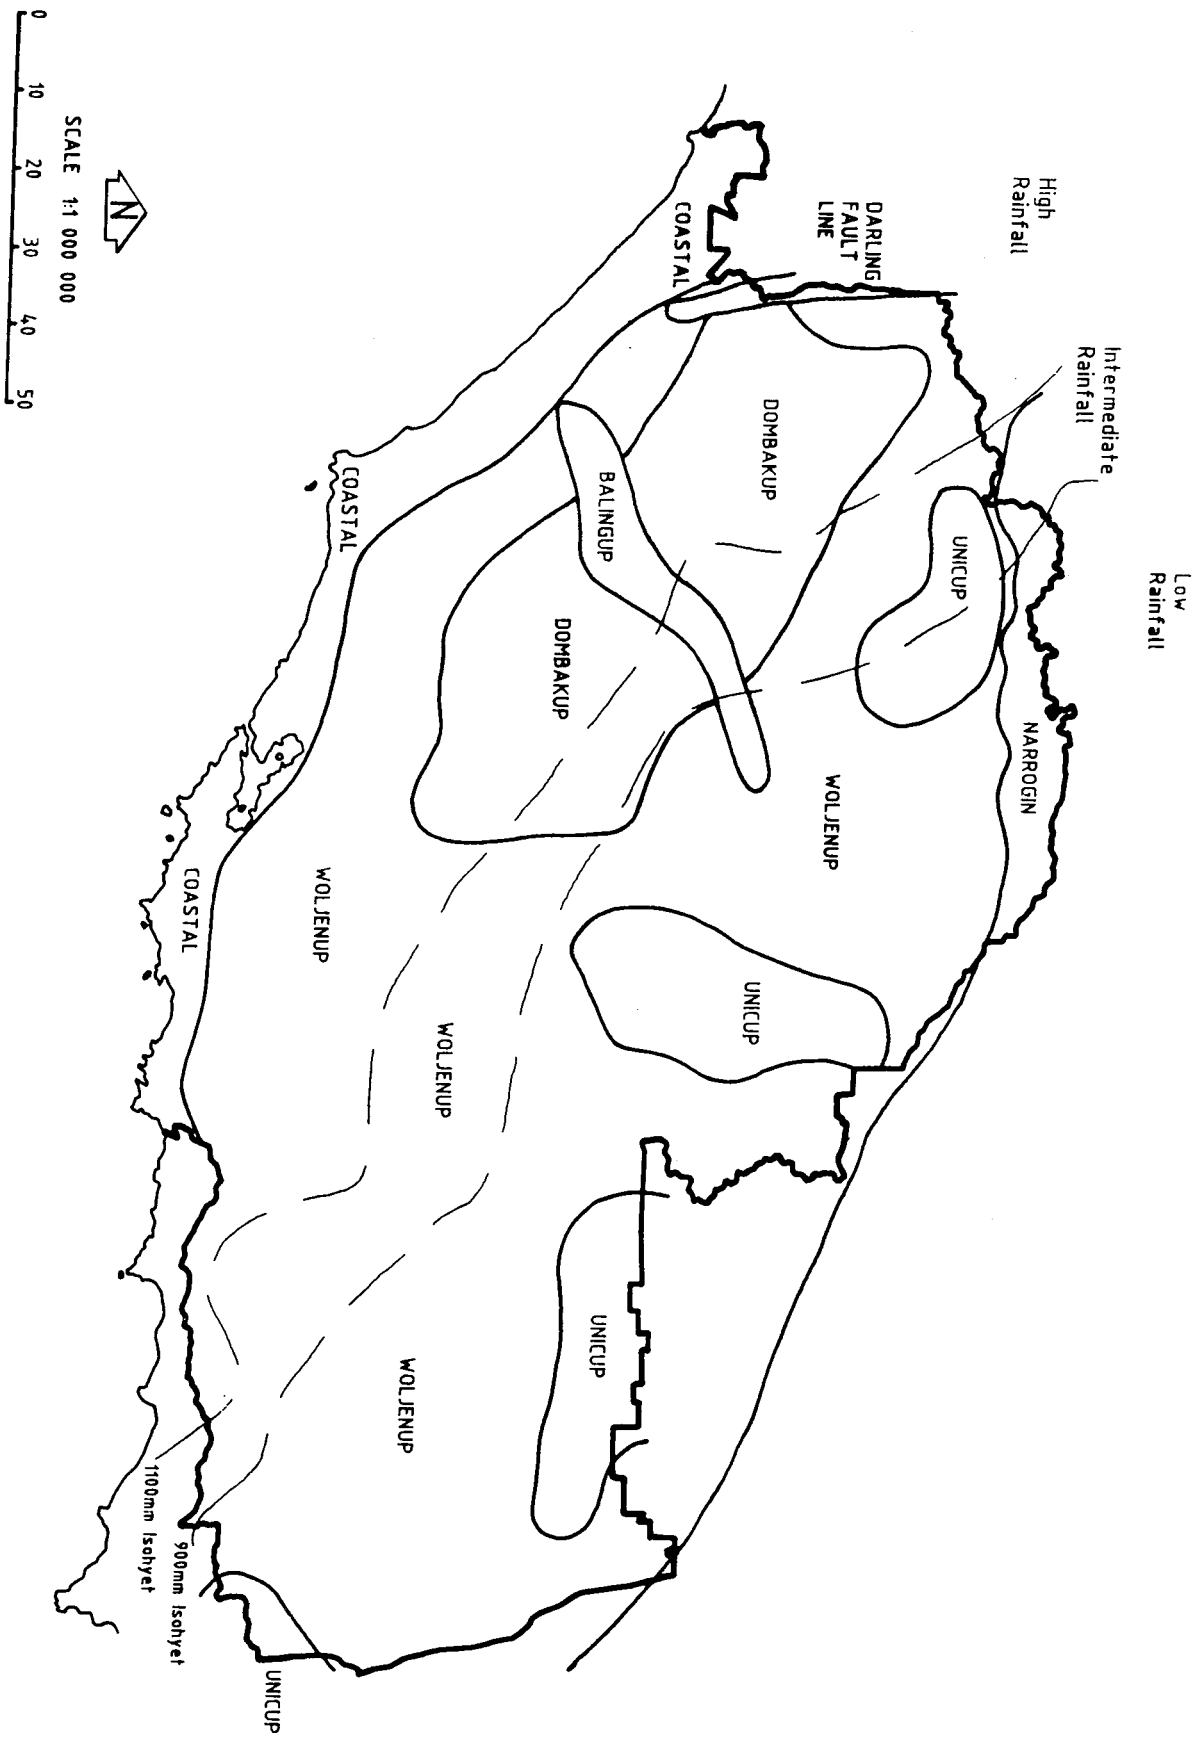 High
Rainfall
Intermediate
Rainfall
Low
Rainfall
DARLING
FAULT
LINE
COASTAL
DOMBAKUP
UNICUP
NARROGIN
BALINGUP
WOLJENUP
DOMBAKUP
UNICUP
COASTAL
WOLJENUP
WOLJENUP
UNICUP
COASTAL
WOLJENUP
1100mm Isohyet
900mm Isohyet
UNICUP
N
SCALE 1:1 000 000
0 10 20 30 40 50